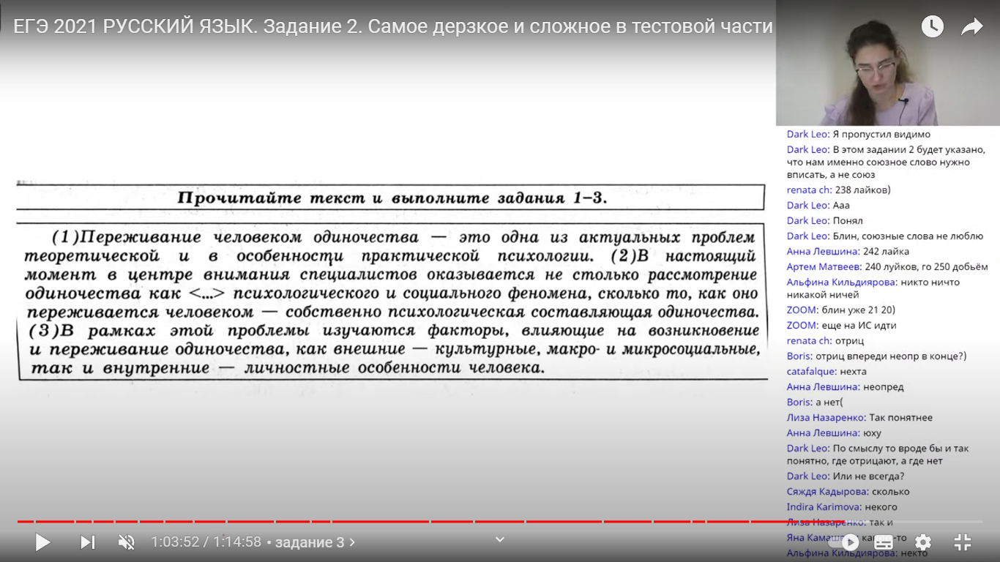 ЕГЭ 2021 РУССКИЙ ЯЗЫК. Задание 2. Самое дерзкое и сложное в тестовой части
Прочитайте текст и выполните задания 1–3.
(1)Переживание человеком одиночества — это одна из актуальных проблем
теоретической и в особенности практической психологии. (2)В настоящий
момент в центре внимания специалистов оказывается не столько рассмотрение
одиночества как <...> психологического и социального феномена, сколько то, как оно
переживается человеком — собственно психологическая составляющая одиночества.
(3)В рамках этой проблемы изучаются факторы, влияющие на возникновение
и переживание одиночества, как внешние — культурные, макро- и микросоциальные,
так и внутренние — личностные особенности человека.
Dark Leo: Я пропустил видимо
Dark Leo: В этом задании 2 будет указано,
что нам именно союзное слово нужно
вписать, а не союз
renata ch: 238 лайков)
Dark Leo: Ааа
Dark Leo: Понял
Dark Leo: Блин, союзные слова не люблю
Анна Левшина: 242 лайка
Артем Матвеев: 240 луйков, го 250 добьём
Альфина Кильдиярова: никто ничто
никакой ничей
ZOOM: блин уже 21 20)
ZOOM: еще на ИС идти
renata ch: отриц
Boris: отриц впереди неопр в конце?)
catafalque: нехта
Анна Левшина: неопред
Boris: а нет(
Лиза Назаренко: Так понятнее
Анна Левшина: юху
Dark Leo: По смыслу то вроде бы и так
понятно, где отрицают, а где нет
Dark Leo: Или не всегда?
Сяждя Кадырова: сколько
Indira Karimova: некого
Лиза Назаренко: так и
Яна
Альфина Кильдиярова: некто
1:03:52 / 1:14:58 • задание 3